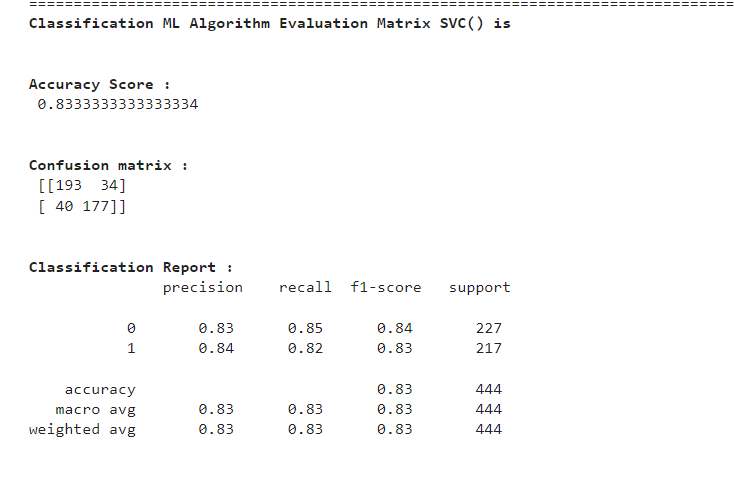 ================================================================================
Classification ML Algorithm Evaluation Matrix SVC() is
Accuracy Score :
0.8333333333333334
Confusion matrix :
[[193  34]
[ 40 177]]
Classification Report :
precision    recall  f1-score   support
0       0.83      0.85      0.84       227
1       0.84      0.82      0.83       217
accuracy                           0.83       444
macro avg       0.83      0.83      0.83       444
weighted avg       0.83      0.83      0.83       444